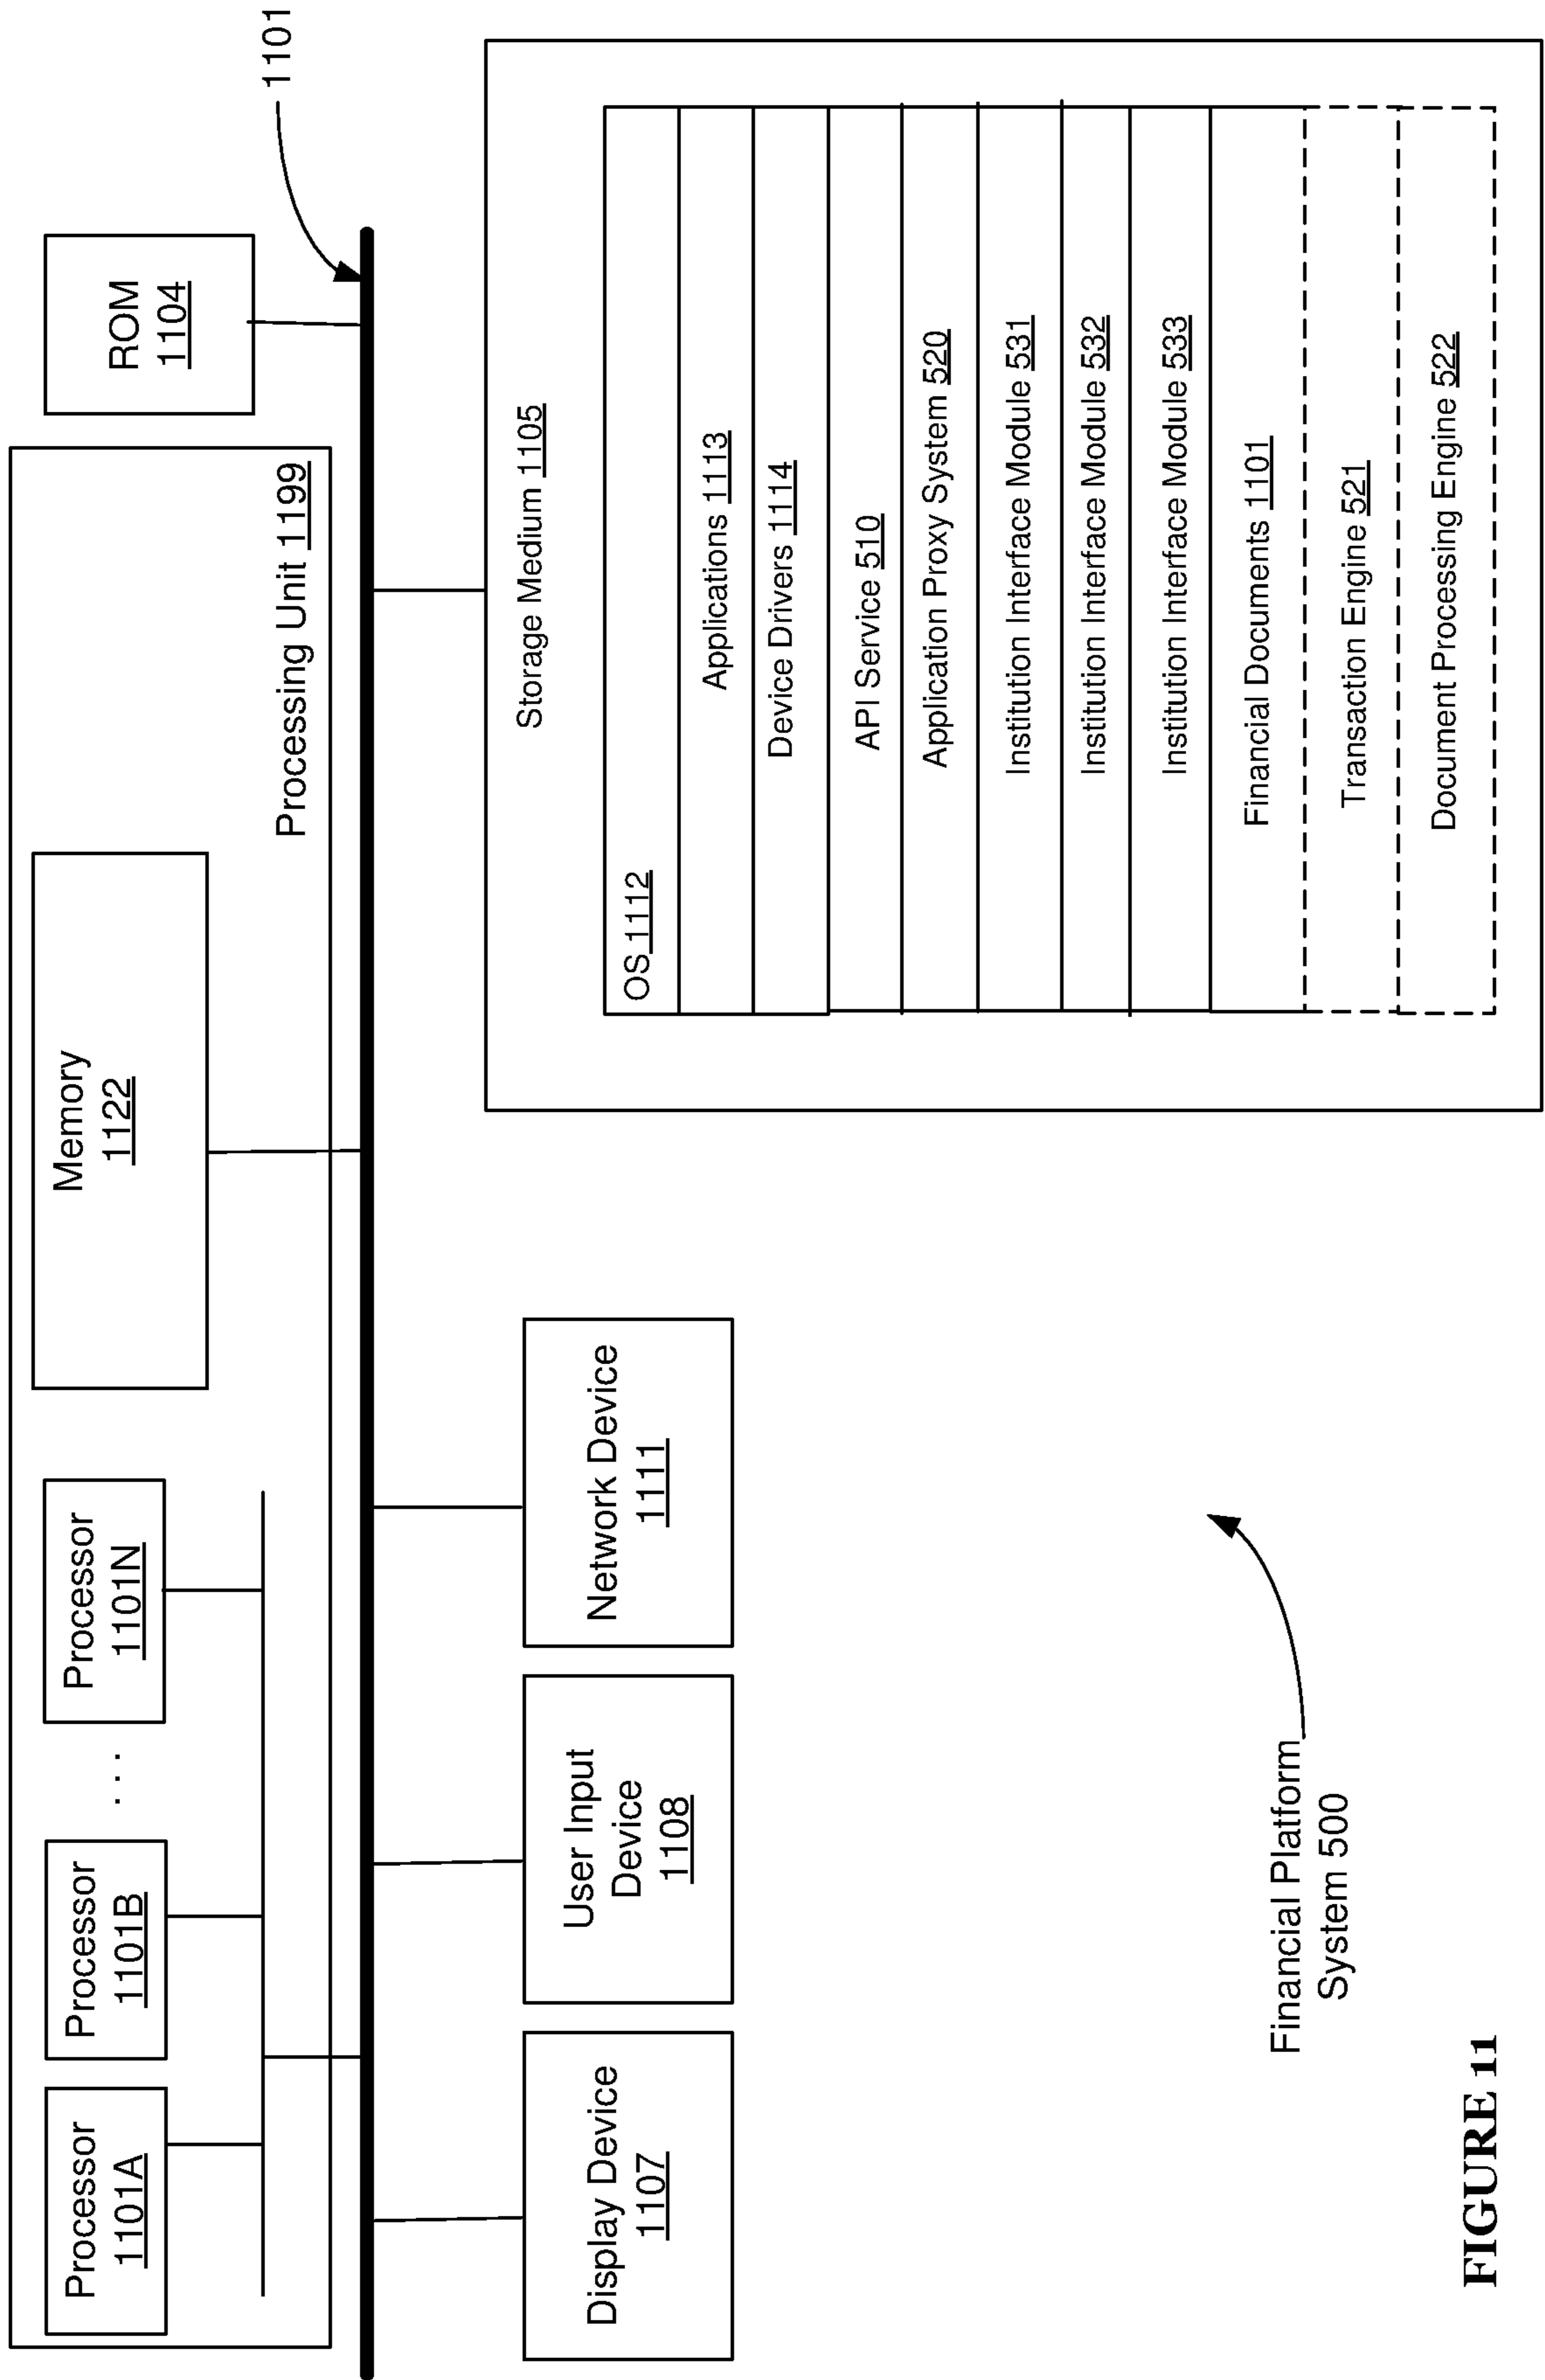 Processor
1101A
Processor
1101B
. . .
Processor
1101N
Memory
1122
Processing Unit 1199
ROM
1104
1101
Display Device
1107
User Input
Device
1108
Network Device
1111
Storage Medium 1105
OS 1112
Applications 1113
Device Drivers 1114
API Service 510
Application Proxy System 520
Institution Interface Module 531
Institution Interface Module 532
Institution Interface Module 533
Financial Documents 1101
Transaction Engine 521
Document Processing Engine 522
Financial Platform
System 500
FIGURE 11